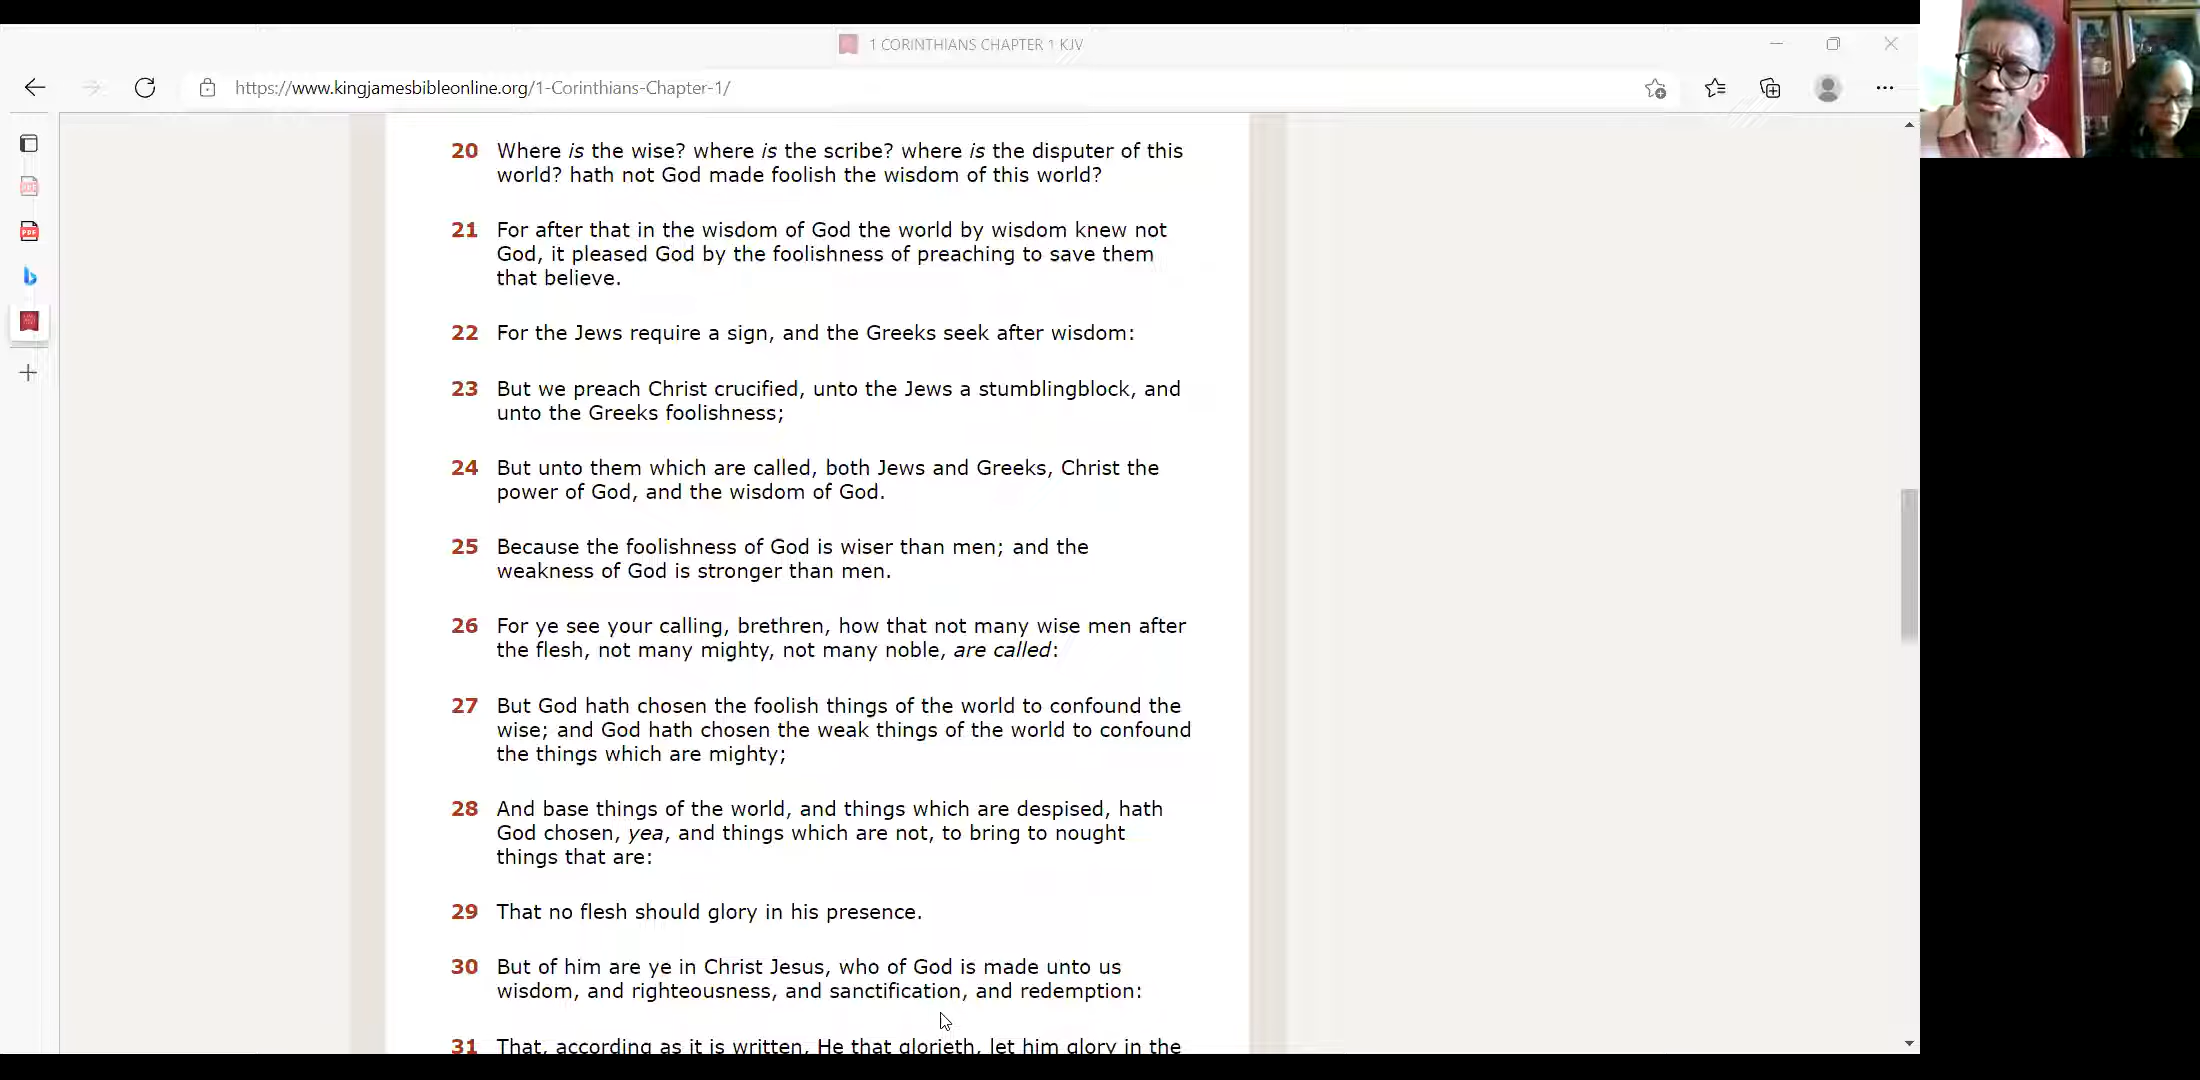 1 CORINTHIANS CHAPTER 1 KJV
https://www.kingjamesbibleonline.org/1-Corinthians-Chapter-1/
20 Where is the wise? where is the scribe? where is the disputer of this
world? hath not God made foolish the wisdom of this world?
21 For after that in the wisdom of God the world by wisdom knew not
God, it pleased God by the foolishness of preaching to save them
that believe.
22 For the Jews require a sign, and the Greeks seek after wisdom:
23 But we preach Christ crucified, unto the Jews a stumblingblock, and
unto the Greeks foolishness;
24 But unto them which are called, both Jews and Greeks, Christ the
power of God, and the wisdom of God.
25 Because the foolishness of God is wiser than men; and the
weakness of God is stronger than men.
26 For ye see your calling, brethren, how that not many wise men after
the flesh, not many mighty, not many noble, are called:
27 But God hath chosen the foolish things of the world to confound the
wise; and God hath chosen the weak things of the world to confound
the things which are mighty;
28 And base things of the world, and things which are despised, hath
God chosen, yea, and things which are not, to bring to nought
things that are:
29 That no flesh should glory in his presence.
30 But of him are ye in Christ Jesus, who of God is made unto us
wisdom, and righteousness, and sanctification, and redemption:
31 That, according as it is written, He that glorieth, let him glory in the
PDF
PDF